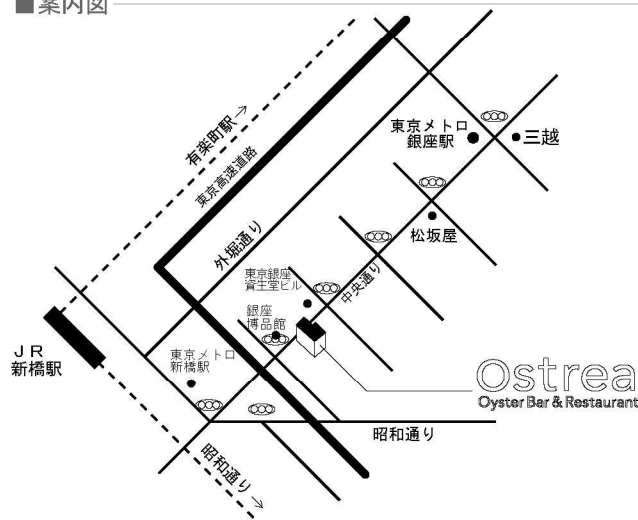 ■案内図
有楽町駅→
東京高速道路
外堀通り
東京メトロ
銀座駅
三越
松坂屋
中央通り
東京銀座
資生堂ビル
銀座
博品館
東京メトロ
新橋駅
JR
新橋駅
Ostrea
Oyster Bar & Restaurant
昭和通り
昭和通り→